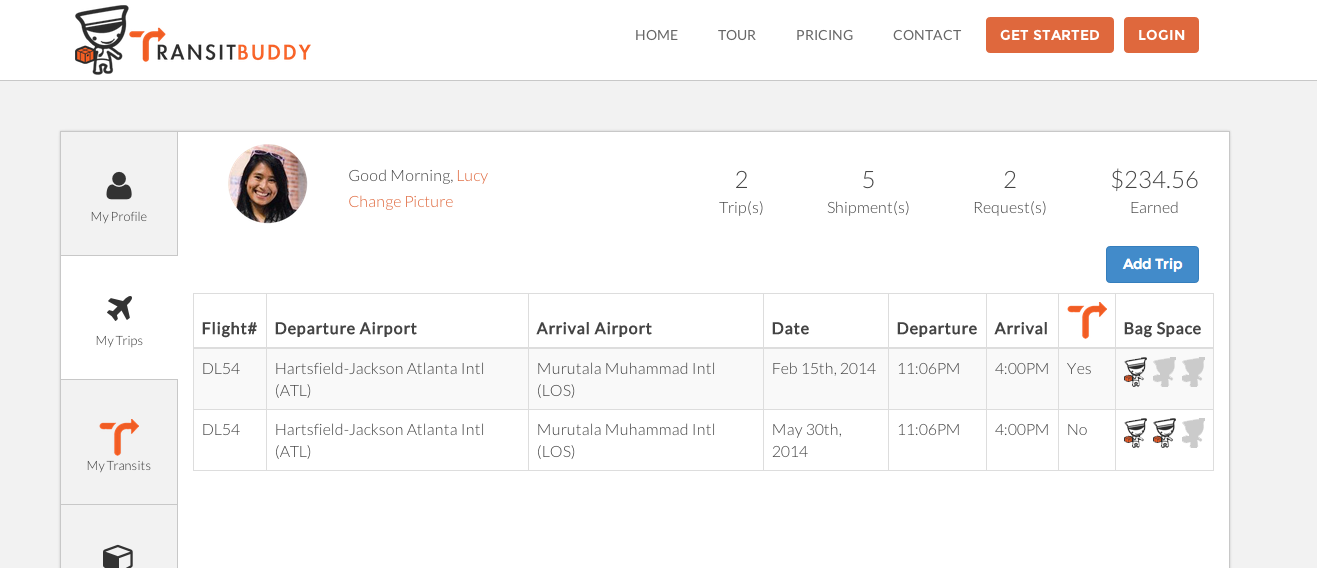 TRANSITBUDDY
HOME TOUR PRICING CONTACT GET STARTED LOGIN
My Profile
Good Morning, Lucy
Change Picture
2 5 2 $234.56
Trip(s) Shipment(s) Request(s) Earned
Add Trip
My Trips
Flight# Departure Airport Arrival Airport Date Departure Arrival Bag Space
DL54 Hartsfield-Jackson Atlanta Intl Murutala Muhammad Intl Feb 15th, 2014 11:06PM 4:00PM Yes
(ATL) (LOS)
DL54 Hartsfield-Jackson Atlanta Intl Murutala Muhammad Intl May 30th, 11:06PM 4:00PM No
(ATL) (LOS) 2014
My Transits